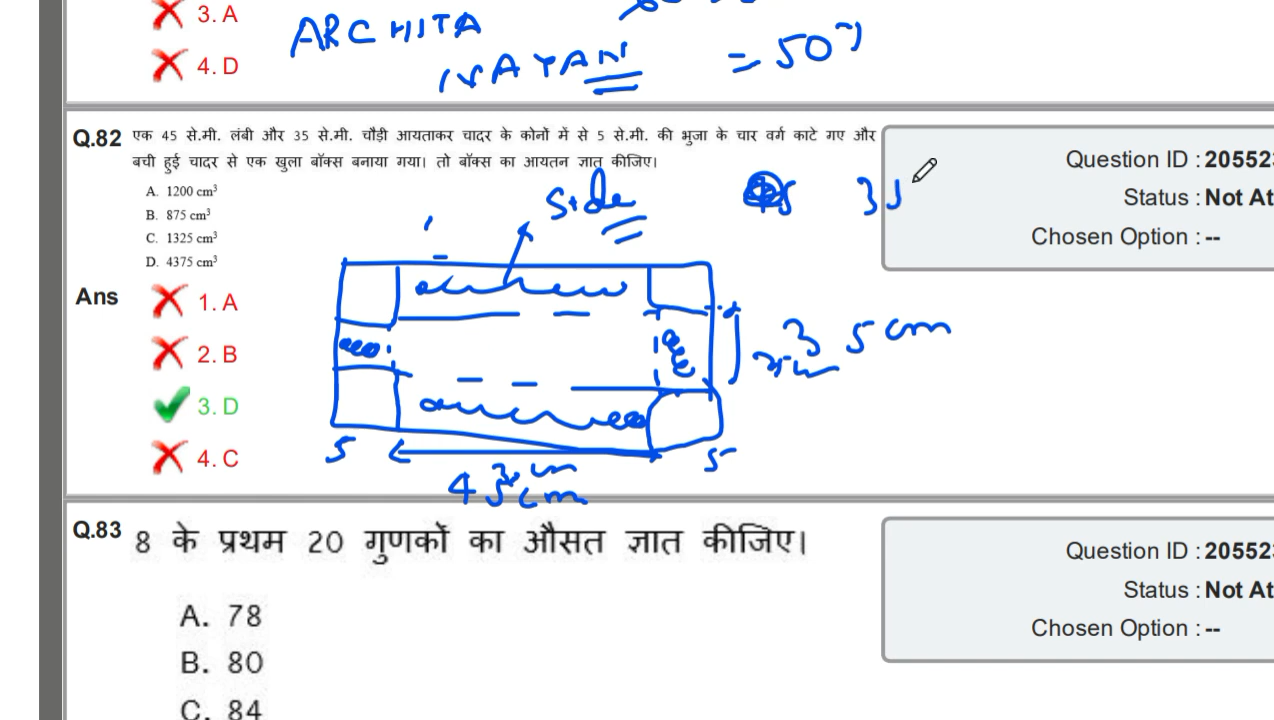 3. A
ARCHITA
4. D
NAYAN
= 50
Q.82 एक 45 से.मी. लंबी और 35 से.मी. चौड़ी आयताकर चादर के कोनों में से 5 से.मी. की भुजा के चार वर्ग काटे गए और
बची हुई चादर से एक खुला बॉक्स बनाया गया। तो बॉक्स का आयतन ज्ञात कीजिए।
A. 1200 cm³
B. 875 cm³
C. 1325 cm³
D. 4375 cm³
Side
Ans
1. A
2. B
3. D
4. C
35 cm
5
5
45 cm
Question ID : 20552
Status : Not At
Chosen Option : --
Q.83 8 के प्रथम 20 गुणकों का औसत ज्ञात कीजिए।
A. 78
B. 80
C. 84
Question ID : 20552
Status : Not At
Chosen Option : --